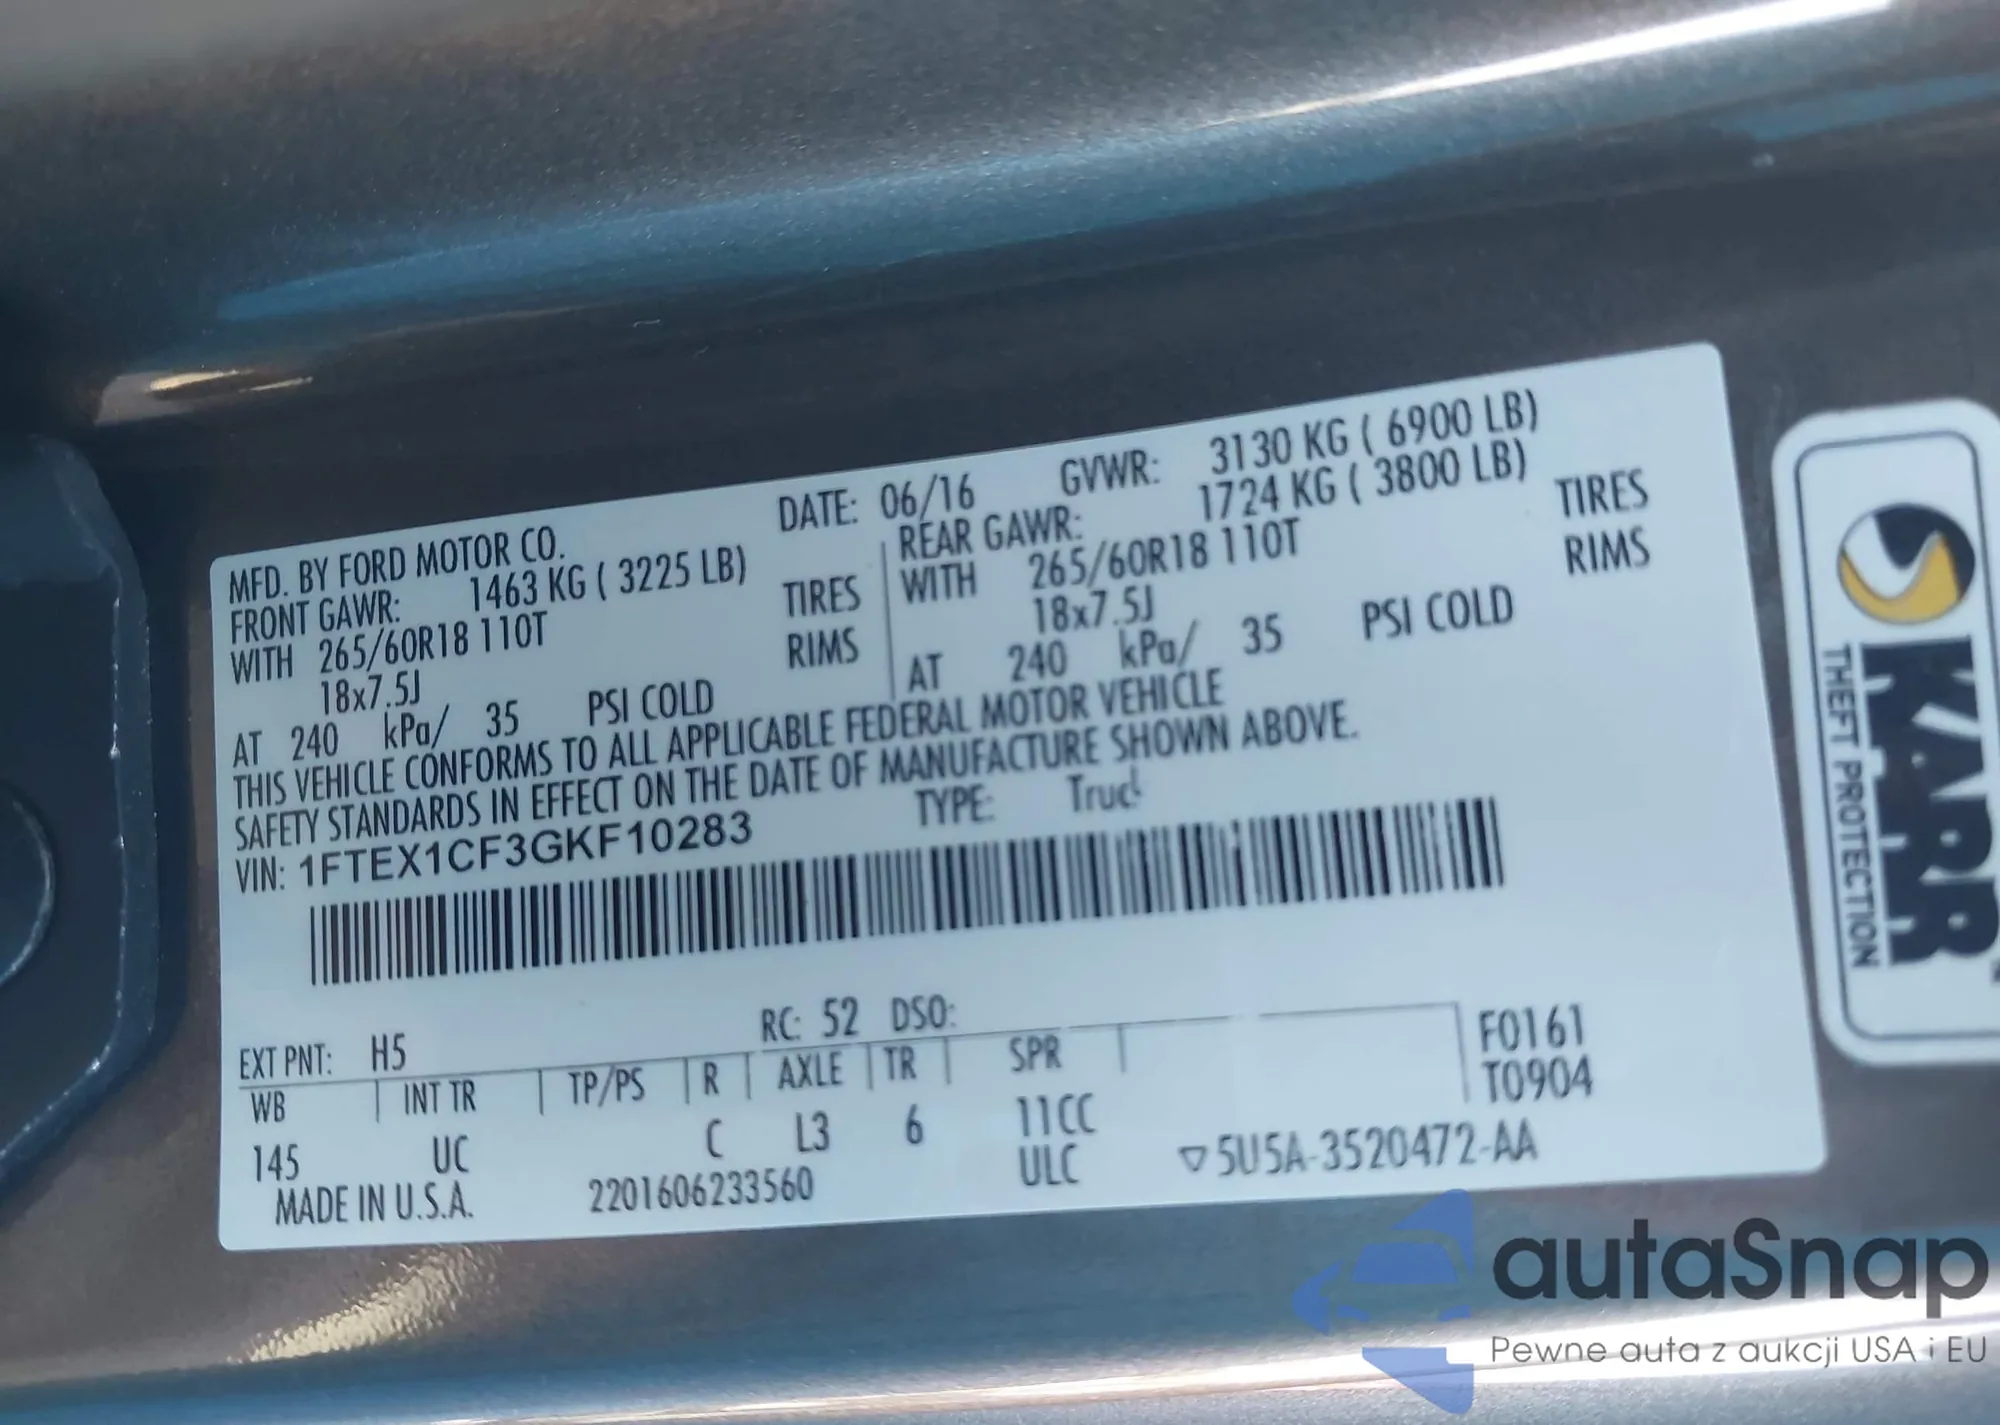 MFD. BY FORD MOTOR CO. DATE: 06/16 GVWR: 3130 KG ( 6900 LB)
FRONT GAWR: 1463 KG ( 3225 LB) REAR GAWR: 1724 KG ( 3800 LB)
WITH 265/60R18 110T TIRES WITH 265/60R18 110T TIRES
18x7.5J RIMS 18x7.5J RIMS
AT 240 kPa/ 35 PSI COLD AT 240 kPa/ 35 PSI COLD
THIS VEHICLE CONFORMS TO ALL APPLICABLE FEDERAL MOTOR VEHICLE
SAFETY STANDARDS IN EFFECT ON THE DATE OF MANUFACTURE SHOWN ABOVE.
VIN: 1FTEX1CF3GKF10283 TYPE: Truck
EXT PNT: H5 RC: 52 DSO: F0161
WB INT TR TP/PS R AXLE TR SPR T0904
145 UC C L3 6 11CC
ULC ▽5U5A-3520472-AA
MADE IN U.S.A. 2201606233560
KARR
THEFT PROTECTION
autaSnap
Pewne auta z aukcji USA i EU